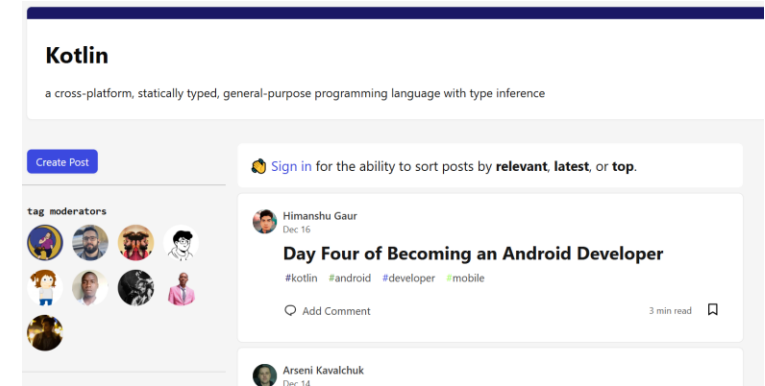 Kotlin
a cross-platform, statically typed, general-purpose programming language with type inference
Create Post
tag moderators
👋 Sign in for the ability to sort posts by relevant, latest, or top.
Himanshu Gaur
Dec 16
Day Four of Becoming an Android Developer
#kotlin #android #developer #mobile
Add Comment
3 min read
Arseni Kavalchuk
Dec 14